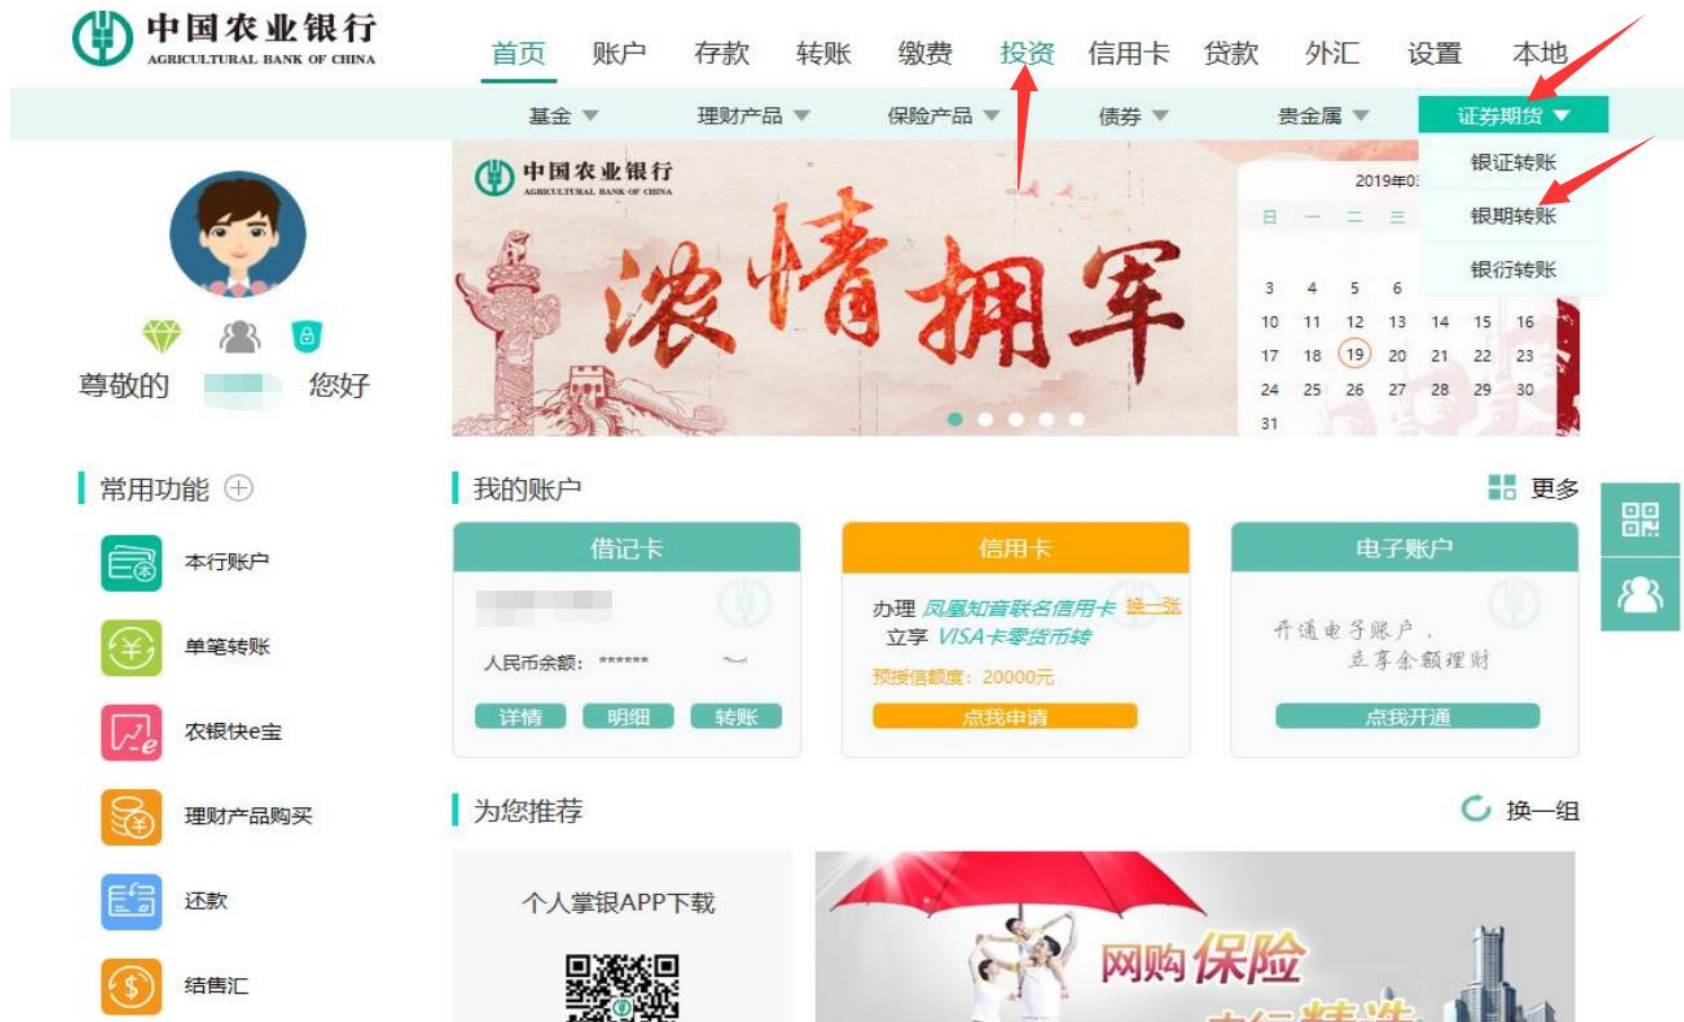 中国农业银行
AGRICULTURAL BANK OF CHINA
首页 账户 存款 转账 缴费 投资 信用卡 贷款 外汇 设置 本地
基金 理财产品 保险产品 债券 贵金属 证券期货
银证转账
银期转账
银衍转账
中国农业银行
AGRICULTURAL BANK OF CHINA
浓情拥军
2019年03
日 一 二 三
3 4 5 6
10 11 12 13 14 15 16
17 18 19 20 21 22 23
24 25 26 27 28 29 30
31
尊敬的 您好
常用功能
本行账户
单笔转账
农银快e宝
理财产品购买
还款
结售汇
我的账户 更多
借记卡
人民币余额: ******
详情 明细 转账
信用卡
办理 凤凰知音联名信用卡 换一张
立享 VISA卡零货币转
预授信额度: 20000元
点我申请
电子账户
开通电子账户，
立享余额理财
点我开通
为您推荐 换一组
个人掌银APP下载
网购保险